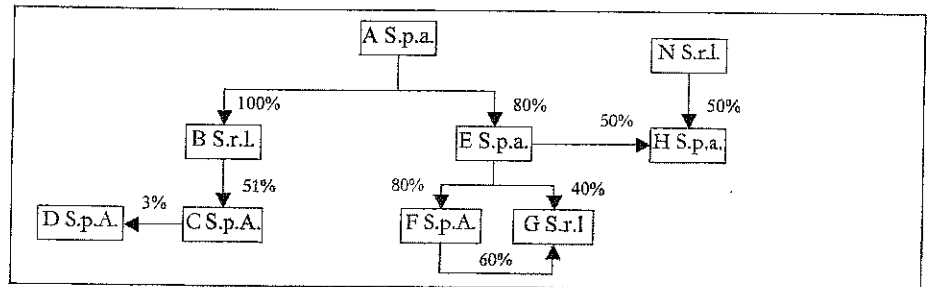 A S.p.a.
N S.r.l.
100%
80%
50%
50%
B S.r.l.
E S.p.a.
H S.p.a.
51%
80%
40%
3%
D S.p.A.
C S.p.A.
F S.p.A.
G S.r.l
60%